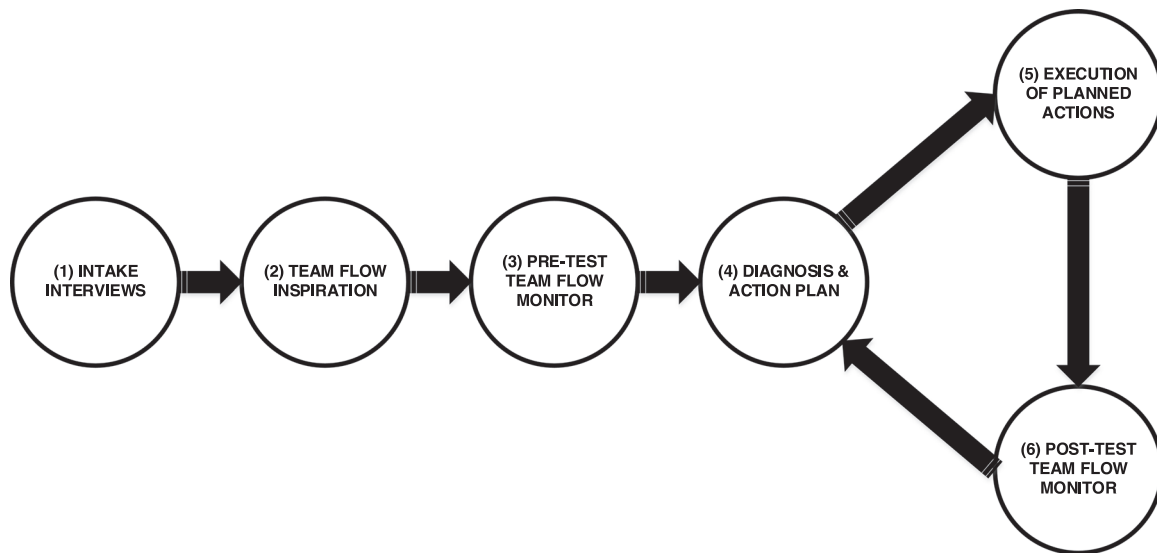 (1) INTAKE
INTERVIEWS
(2) TEAM FLOW
INSPIRATION
(3) PRE-TEST
TEAM FLOW
MONITOR
(4) DIAGNOSIS &
ACTION PLAN
(5) EXECUTION
OF PLANNED
ACTIONS
(6) POST-TEST
TEAM FLOW
MONITOR